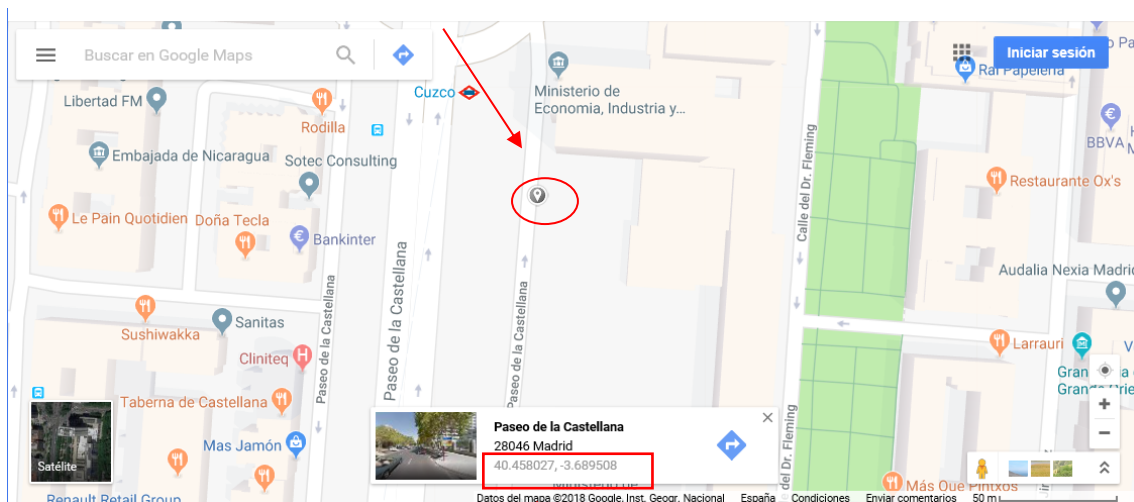 Buscar en Google Maps
Iniciar sesión
Ral Papelería
Libertad FM
Rodilla
Cuzco
Ministerio de
Economia, Industria y...
BBVA
Embajada de Nicaragua
Sotec Consulting
Calle del Dr. Fleming
Restaurante Ox's
Le Pain Quotidien
Doña Tecla
Bankinter
Paseo de la Castellana
Paseo de la Castellana
Paseo de la Castellana
Audalia Nexia Madrid
Sushiwakka
Sanitas
Cliniteq
Larrauri
Taberna de Castellana
Mas Jamón
Satélite
Paseo de la Castellana
28046 Madrid
40.458027, -3.689508
del Dr. Fleming
Más Que Pintxos
Renault Retail Group
Datos del mapa ©2018 Google, Inst. Geogr. Nacional España Condiciones Enviar comentarios 50 m